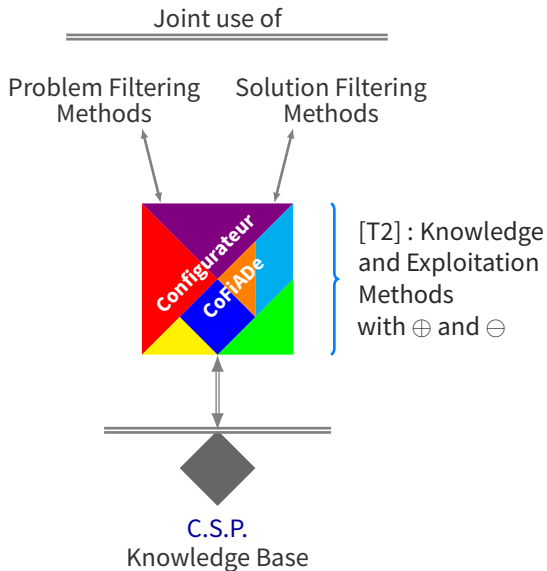 Joint use of
Problem Filtering
Methods
Solution Filtering
Methods
Configurateur
CoFiADe
[T2] : Knowledge
and Exploitation
Methods
with ⊕ and ⊖
C.S.P.
Knowledge Base